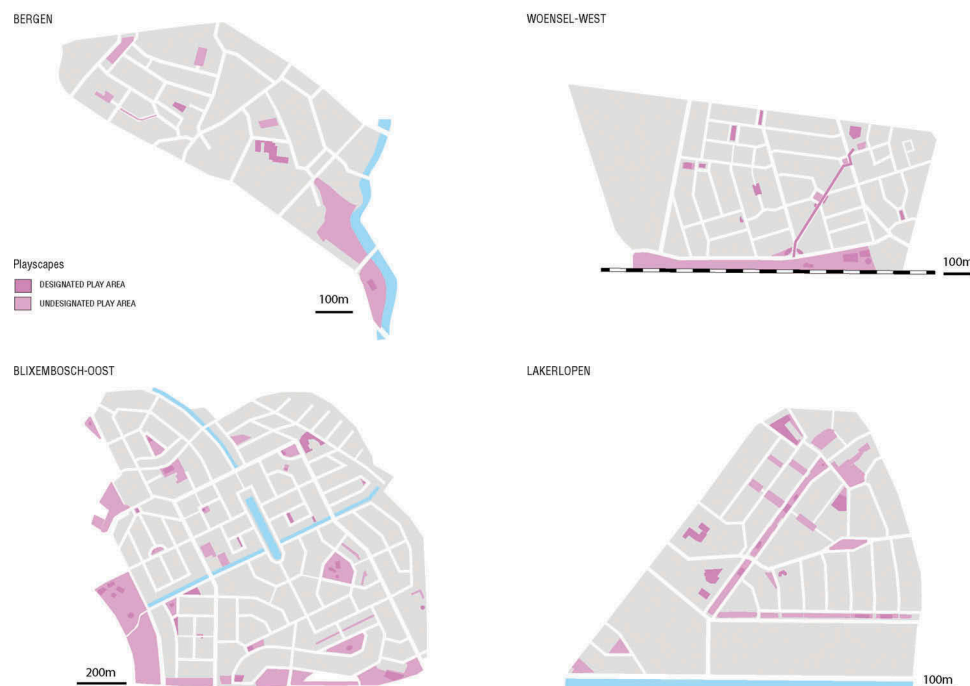 BERGEN
WOENSEL-WEST
Playscapes
DESIGNATED PLAY AREA
UNDESIGNATED PLAY AREA
100m
100m
BLIXEMBOSCH-OOST
LAKERLOPEN
200m
100m